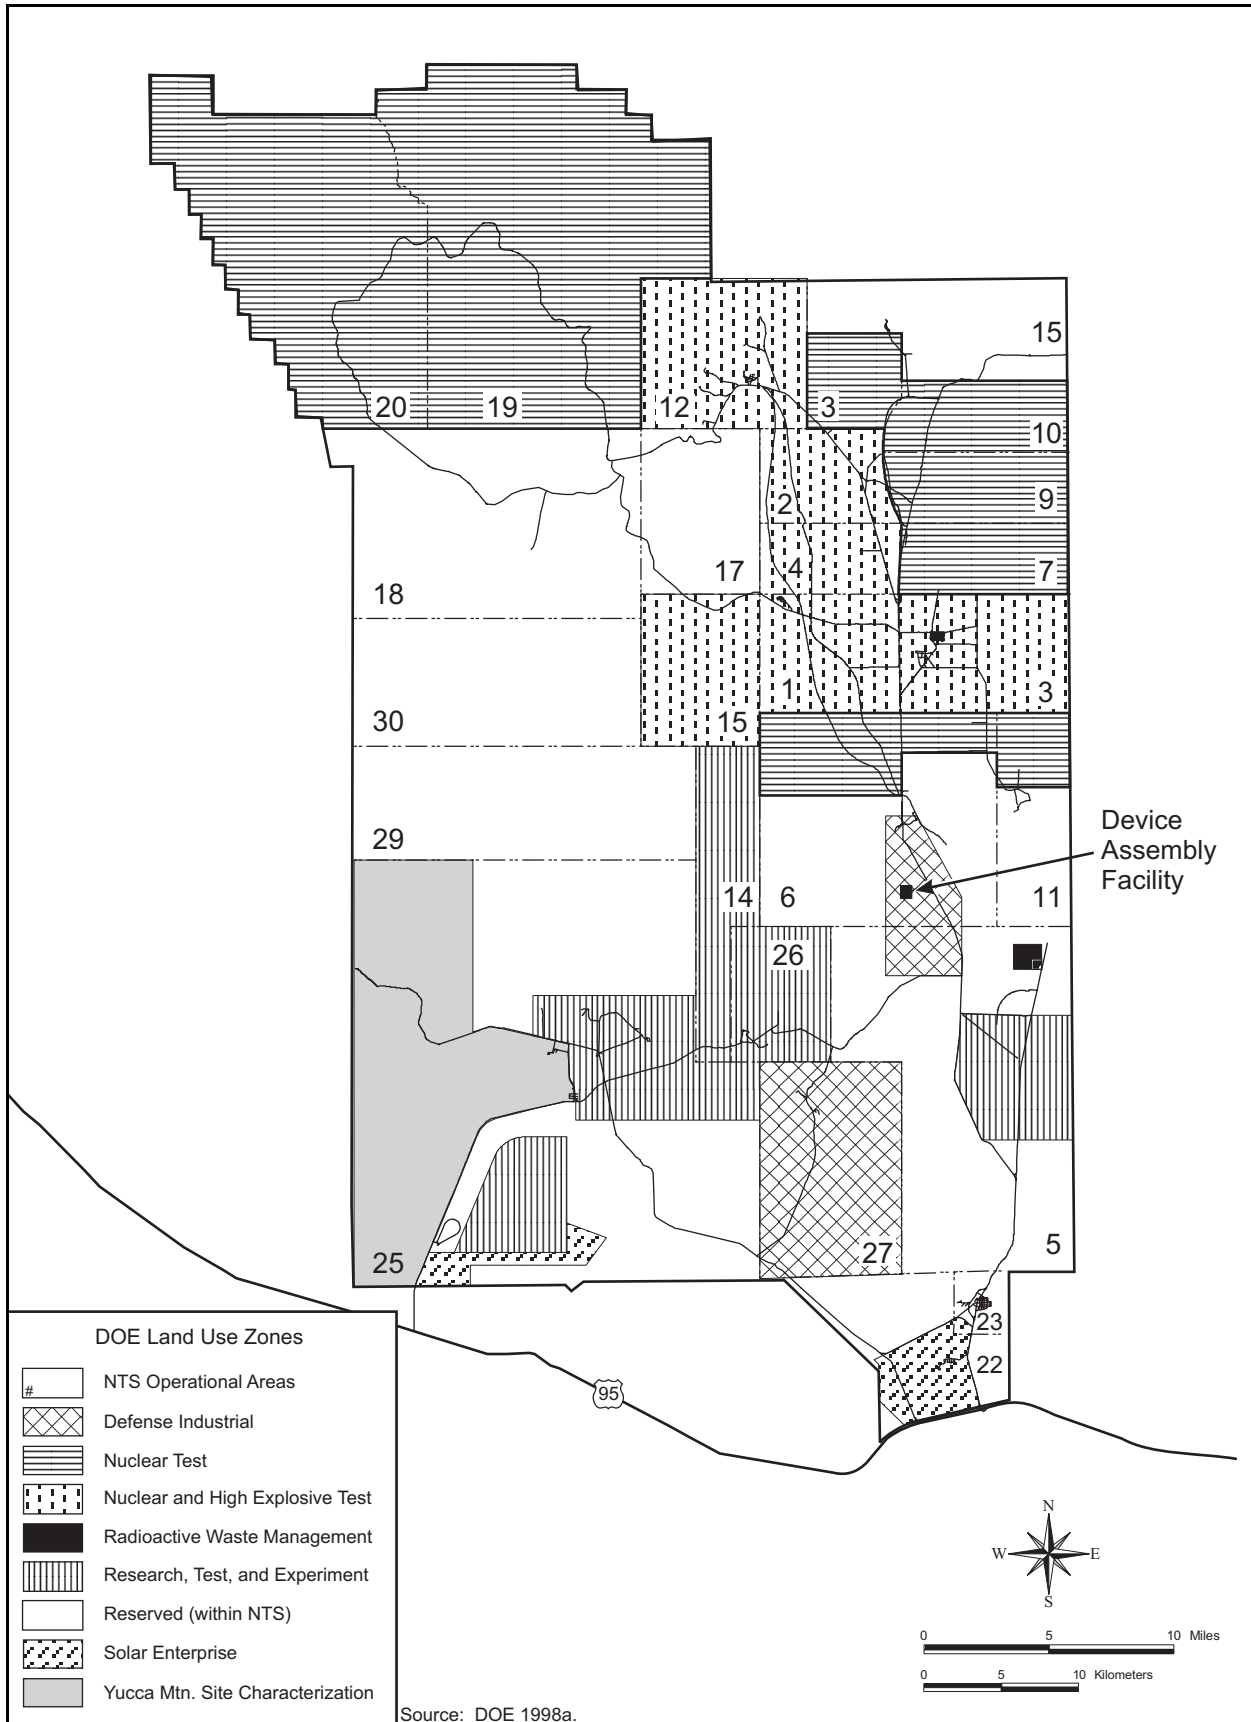 15
20
19
12
3
10
2
9
17
4
7
18
1
3
30
15
29
Device
Assembly
Facility
14
6
11
26
25
27
5
23
22
95
DOE Land Use Zones
# NTS Operational Areas
Defense Industrial
Nuclear Test
Nuclear and High Explosive Test
Radioactive Waste Management
Research, Test, and Experiment
Reserved (within NTS)
Solar Enterprise
Yucca Mtn. Site Characterization
N
W E
S
0 5 10 Miles
0 5 10 Kilometers
Source: DOE 1998a.